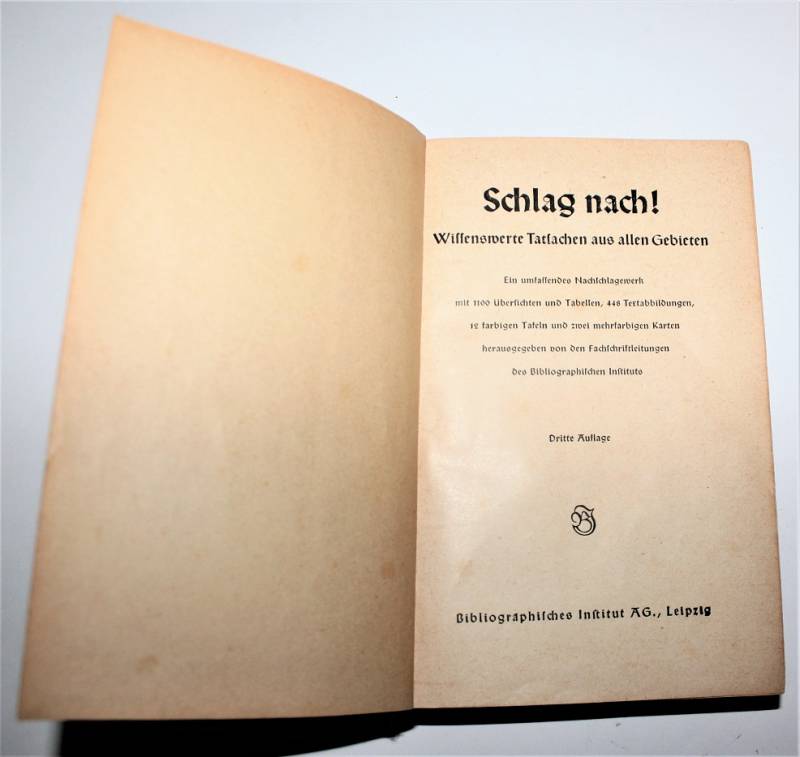 Schlag nach!
Wissenswerte Tatsachen aus allen Gebieten
Ein umfassendes Nachschlagewerk
mit 1100 Übersichten und Tabellen, 448 Textabbildungen,
12 farbigen Tafeln und zwei mehrfarbigen Karten
herausgegeben von den Fachschriftleitungen
des Bibliographischen Instituts
Dritte Auflage
BI
Bibliographisches Institut AG., Leipzig